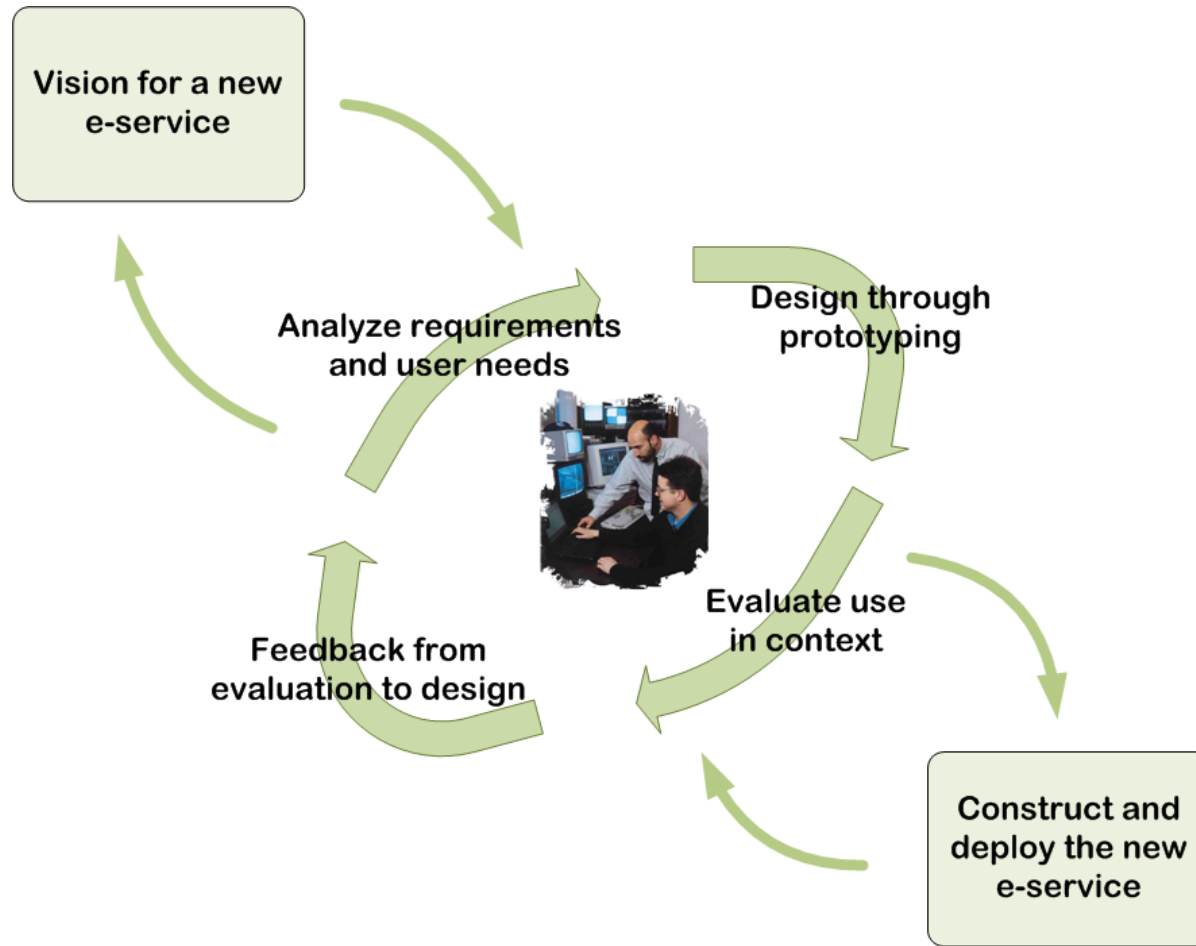 Vision for a new
e-service
Analyze requirements
and user needs
Design through
prototyping
Evaluate use
in context
Feedback from
evaluation to design
Construct and
deploy the new
e-service